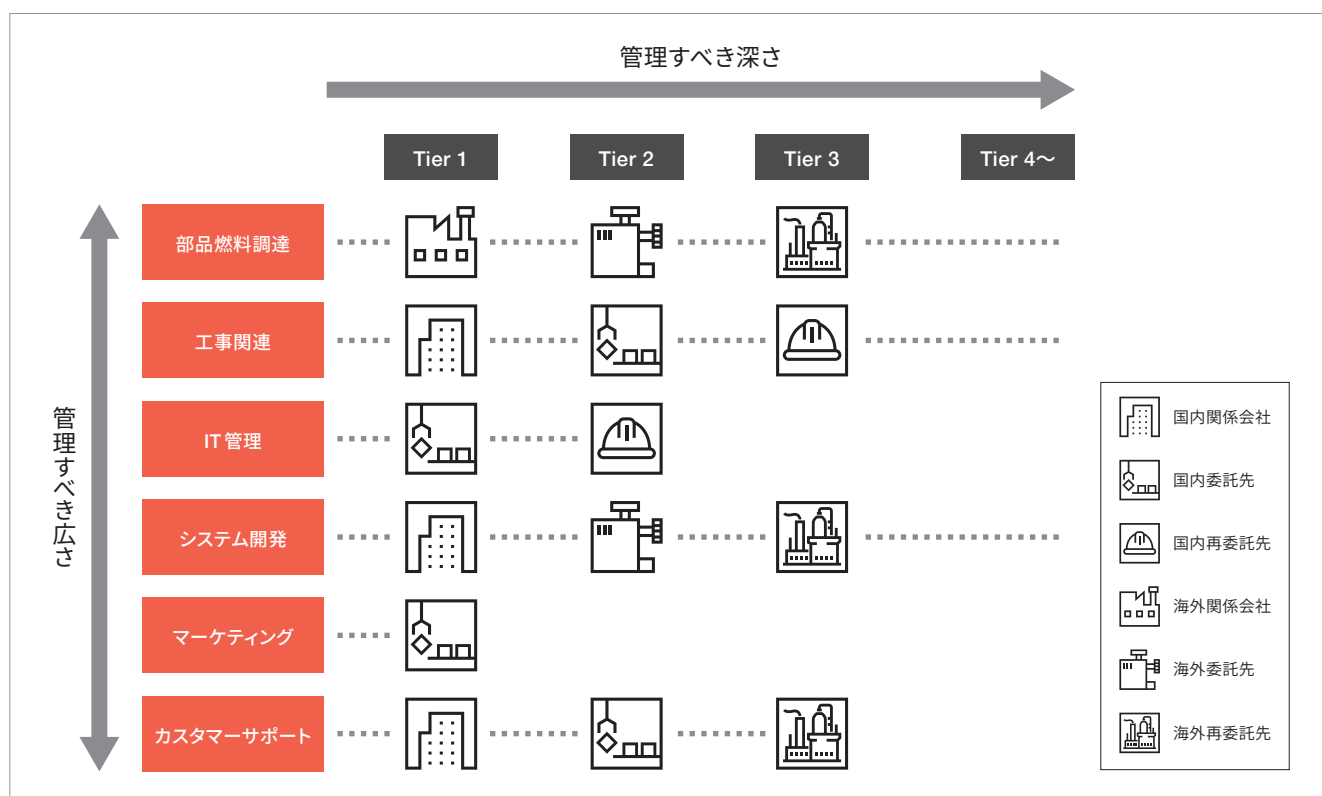 管理すべき深さ
Tier 1
Tier 2
Tier 3
Tier 4〜
管理すべき広さ
部品燃料調達
工事関連
IT管理
システム開発
マーケティング
カスタマーサポート
国内関係会社
国内委託先
国内再委託先
海外関係会社
海外委託先
海外再委託先